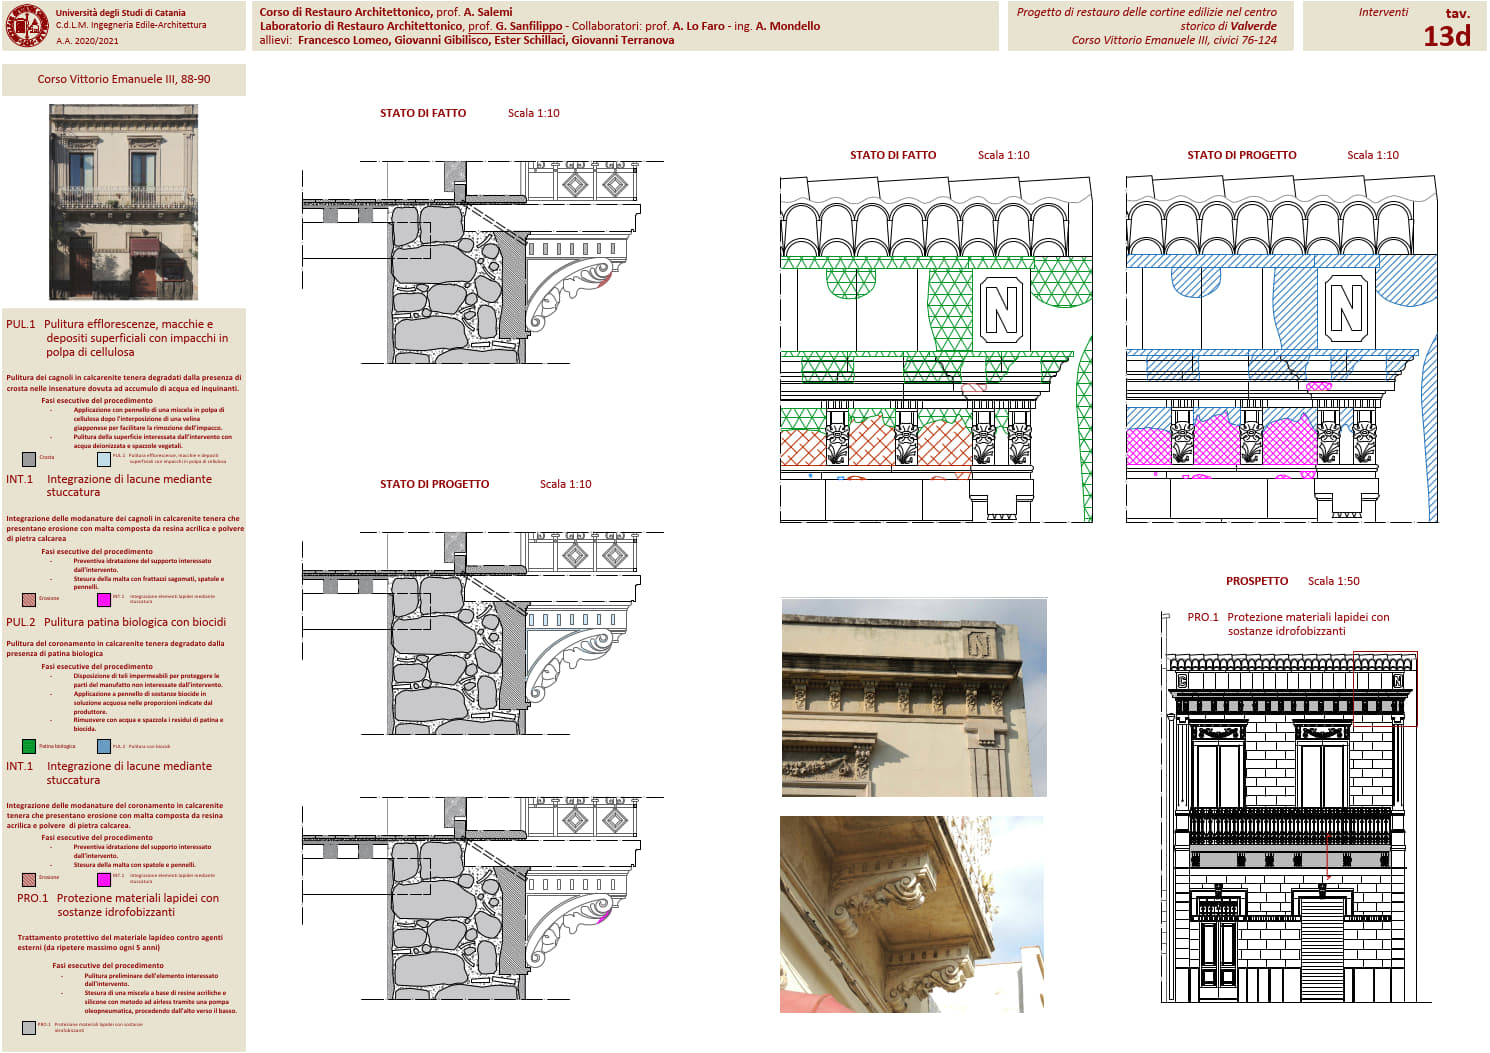 Università degli Studi di Catania
C.d.L.M. Ingegneria Edile-Architettura
A.A. 2020/2021
Corso di Restauro Architettonico, prof. A. Salemi
Laboratorio di Restauro Architettonico, prof. G. Sanfilippo - Collaboratori: prof. A. Lo Faro - ing. A. Mondello
allievi: Francesco Lomeo, Giovanni Gibilisco, Ester Schillaci, Giovanni Terranova
Progetto di restauro delle cortine edilizie nel centro
storico di Valverde
Corso Vittorio Emanuele III, civici 76-124
Interventi
tav.
13d
Corso Vittorio Emanuele III, 88-90
PUL.1 Pulitura efflorescenze, macchie e
depositi superficiali con impacchi in
polpa di cellulosa
Pulitura dei cagnoli in calcarenite tenera degradati dalla presenza di
crosta nelle insenature dovuta ad accumulo di acqua ed inquinanti.
Fasi esecutive del procedimento
- Applicazione con pennello di una miscela in polpa di
cellulosa dopo l'interposizione di una velina
giapponese per facilitare la rimozione dell'impacco.
- Pulitura della superficie interessata dall'intervento con
acqua deionizzata e spazzole vegetali.
Crosta
PUL.1 Pulitura efflorescenze, macchie e depositi
superficiali con impacchi in polpa di cellulosa
INT.1 Integrazione di lacune mediante
stuccatura
Integrazione delle modanature dei cagnoli in calcarenite tenera che
presentano erosione con malta composta da resina acrilica e polvere
di pietra calcarea
Fasi esecutive del procedimento
- Preventiva idratazione del supporto interessato
dall'intervento.
- Stesura della malta con frattazzi sagomati, spatole e
pennelli.
Erosione
INT.1 Integrazione elementi lapidei mediante
stuccatura
PUL.2 Pulitura patina biologica con biocidi
Pulitura del coronamento in calcarenite tenera degradato dalla
presenza di patina biologica
Fasi esecutive del procedimento
- Disposizione di teli impermeabili per proteggere le
parti del manufatto non interessate dall'intervento.
- Applicazione a pennello di sostanze biocide in
soluzione acquosa nelle proporzioni indicate dal
produttore.
- Rimuovere con acqua e spazzola i residui di patina e
biocida.
Patina biologica
PUL.2 Pulitura con biocidi
INT.1 Integrazione di lacune mediante
stuccatura
Integrazione delle modanature del coronamento in calcarenite
tenera che presentano erosione con malta composta da resina
acrilica e polvere di pietra calcarea.
Fasi esecutive del procedimento
- Preventiva idratazione del supporto interessato
dall'intervento.
- Stesura della malta con spatole e pennelli.
Erosione
INT.1 Integrazione elementi lapidei mediante
stuccatura
PRO.1 Protezione materiali lapidei con
sostanze idrofobizzanti
Trattamento protettivo del materiale lapideo contro agenti
esterni (da ripetere massimo ogni 5 anni)
Fasi esecutive del procedimento
- Pulitura preliminare dell'elemento interessato
dall'intervento.
- Stesura di una miscela a base di resine acriliche e
silicone con metodo ad airless tramite una pompa
oleopneumatica, procedendo dall'alto verso il basso.
PRO.1 Protezione materiali lapidei con sostanze
idrofobizzanti
STATO DI FATTO Scala 1:10
STATO DI PROGETTO Scala 1:10
STATO DI FATTO Scala 1:10
N
STATO DI PROGETTO Scala 1:10
N
PROSPETTO Scala 1:50
PRO.1 Protezione materiali lapidei con
sostanze idrofobizzanti